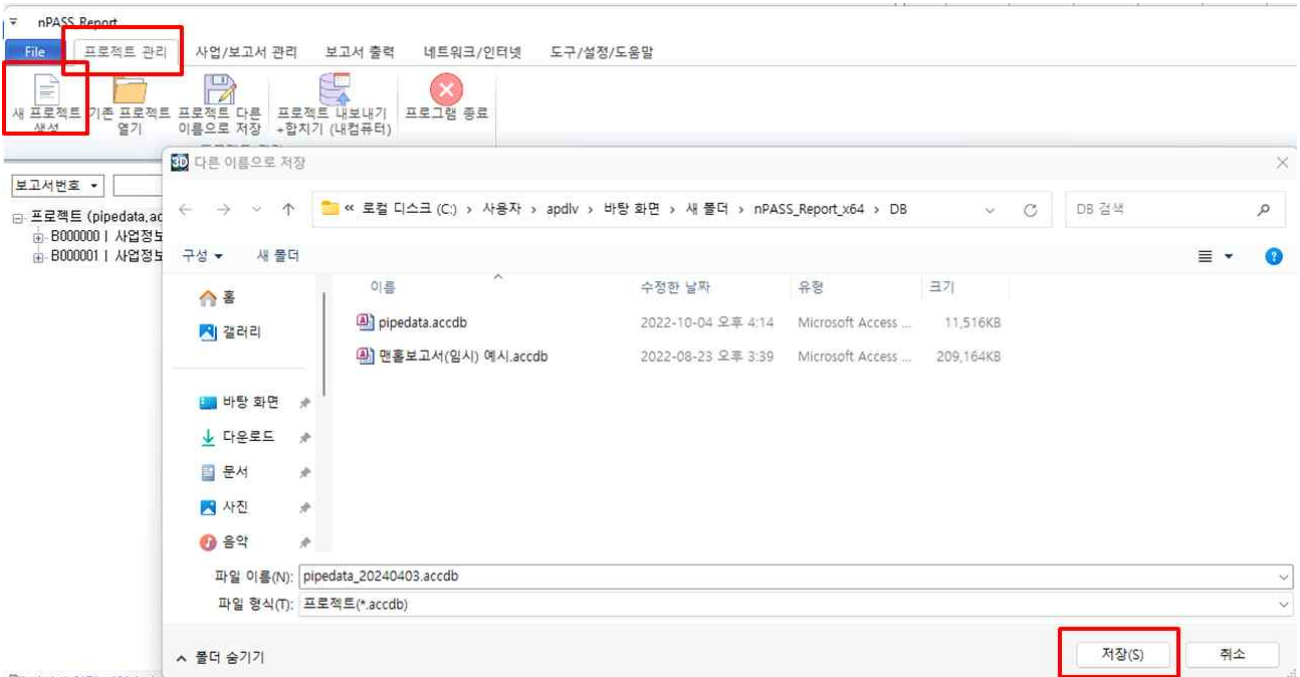 nPASS_Report
File 프로젝트 관리 사업/보고서 관리 보고서 출력 네트워크/인터넷 도구/설정/도움말
새 프로젝트 기존 프로젝트 프로젝트 다른 프로젝트 내보내기 프로그램 종료
생성 열기 이름으로 저장 +합치기 (내컴퓨터)
3D 다른 이름으로 저장
보고서번호
« 로컬 디스크 (C:) › 사용자 › apdlv › 바탕 화면 › 새 폴더 › nPASS_Report_x64 › DB DB 검색
프로젝트 (pipedata,ac
B000000 | 사업정보
B000001 | 사업정보
구성 새 폴더
이름 수정한 날짜 유형 크기
홈
pipedata.accdb 2022-10-04 오후 4:14 Microsoft Access ... 11,516KB
갤러리
맨홀보고서(임시) 예시.accdb 2022-08-23 오후 3:39 Microsoft Access ... 209,164KB
바탕 화면
다운로드
문서
사진
음악
파일 이름(N): pipedata_20240403.accdb
파일 형식(T): 프로젝트(*.accdb)
폴더 숨기기
저장(S) 취소